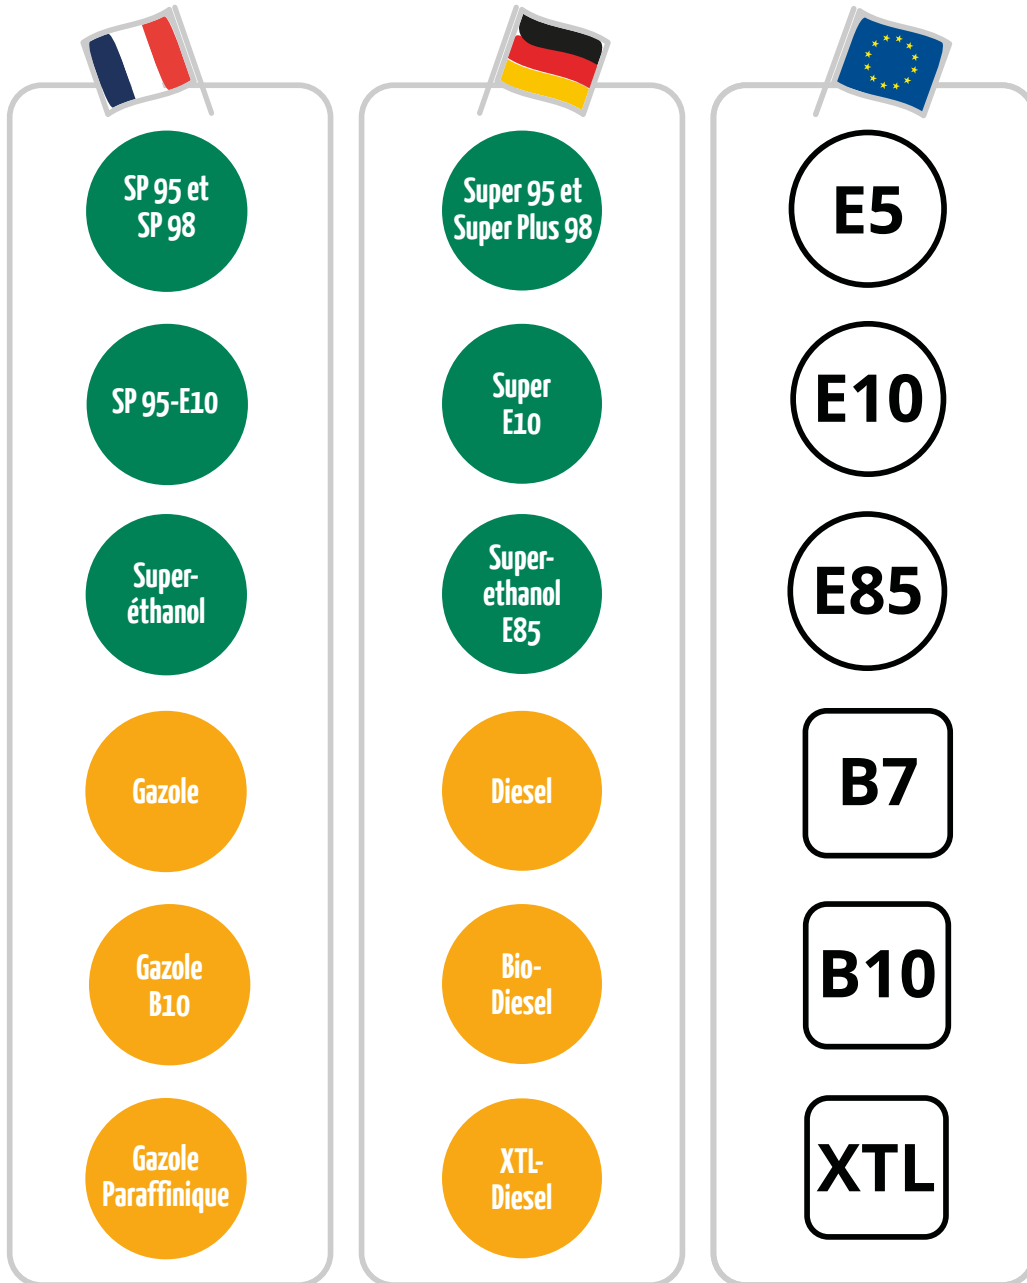 SP 95 et
SP 98
Super 95 et
Super Plus 98
E5
SP 95-E10
Super
E10
E10
Super-
éthanol
Super-
ethanol
E85
E85
Gazole
Diesel
B7
Gazole
B10
Bio-
Diesel
B10
Gazole
Paraffinique
XTL-
Diesel
XTL